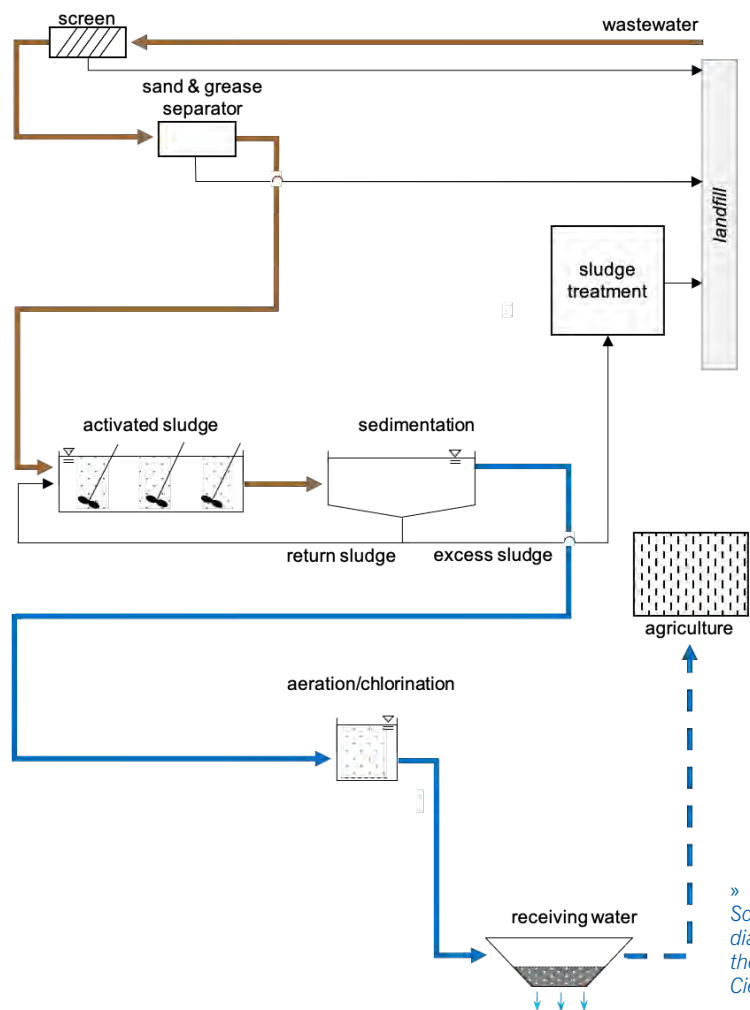 screen
wastewater
sand & grease
separator
landfill
sludge
treatment
activated sludge
sedimentation
return sludge
excess sludge
agriculture
aeration/chlorination
receiving water
»